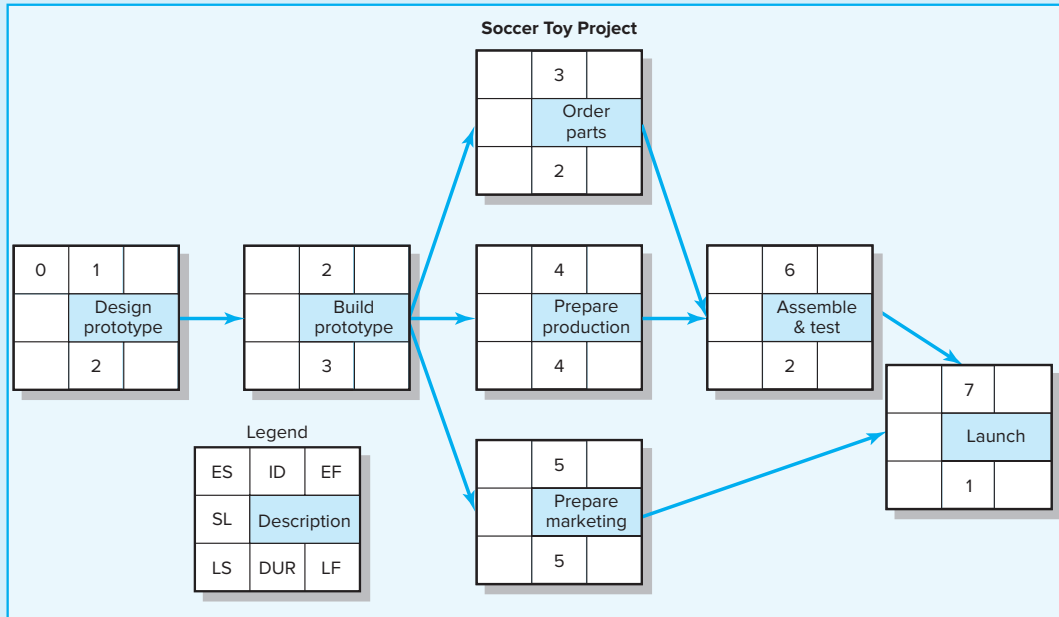 Soccer Toy Project
3
Order
parts
2
0 1
Design
prototype
2
2
Build
prototype
3
4
Prepare
production
4
6
Assemble
& test
2
7
Launch
1
5
Prepare
marketing
5
Legend
ES ID EF
SL Description
LS DUR LF